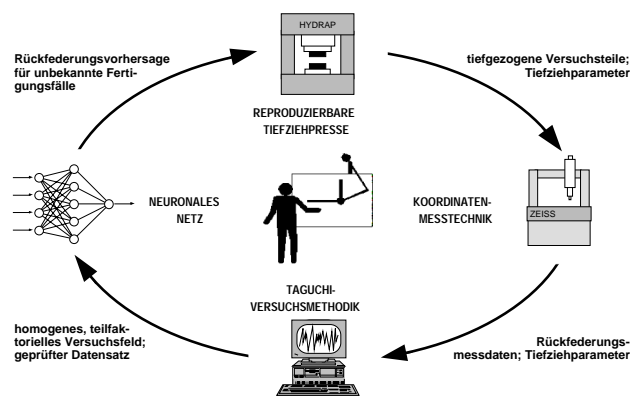 HYDRAP
Rückfederungsvorhersage
für unbekannte Ferti-
gungsfälle
tiefgezogene Versuchsteile;
Tiefziehparameter
REPRODUZIERBARE
TIEFZIEHPRESSE
NEURONALES
NETZ
KOORDINATEN-
MESSTECHNIK
ZEISS
TAGUCHI-
VERSUCHSMETHODIK
homogenes, teilfak-
torielles Versuchsfeld;
geprüfter Datensatz
Rückfederungs-
messdaten; Tiefziehparameter